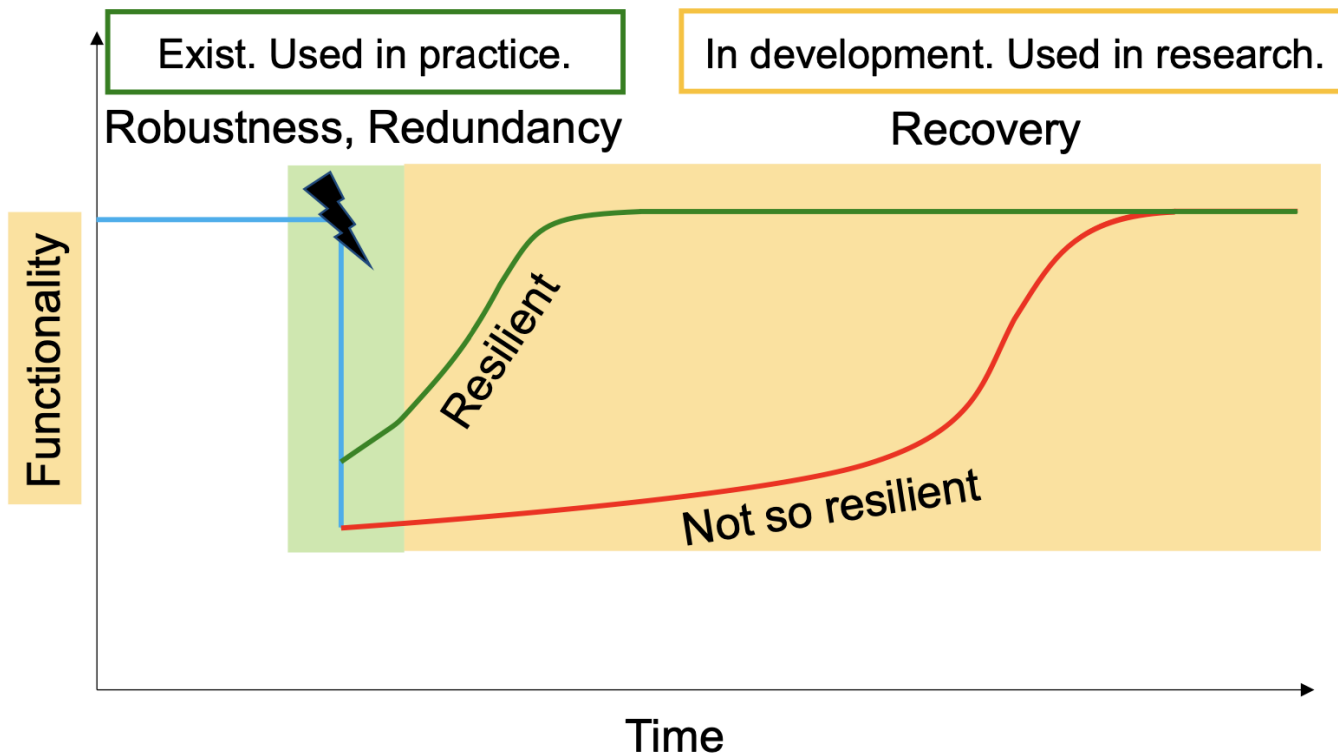 Exist. Used in practice.
In development. Used in research.
Robustness, Redundancy
Recovery
Functionality
Resilient
Not so resilient
Time